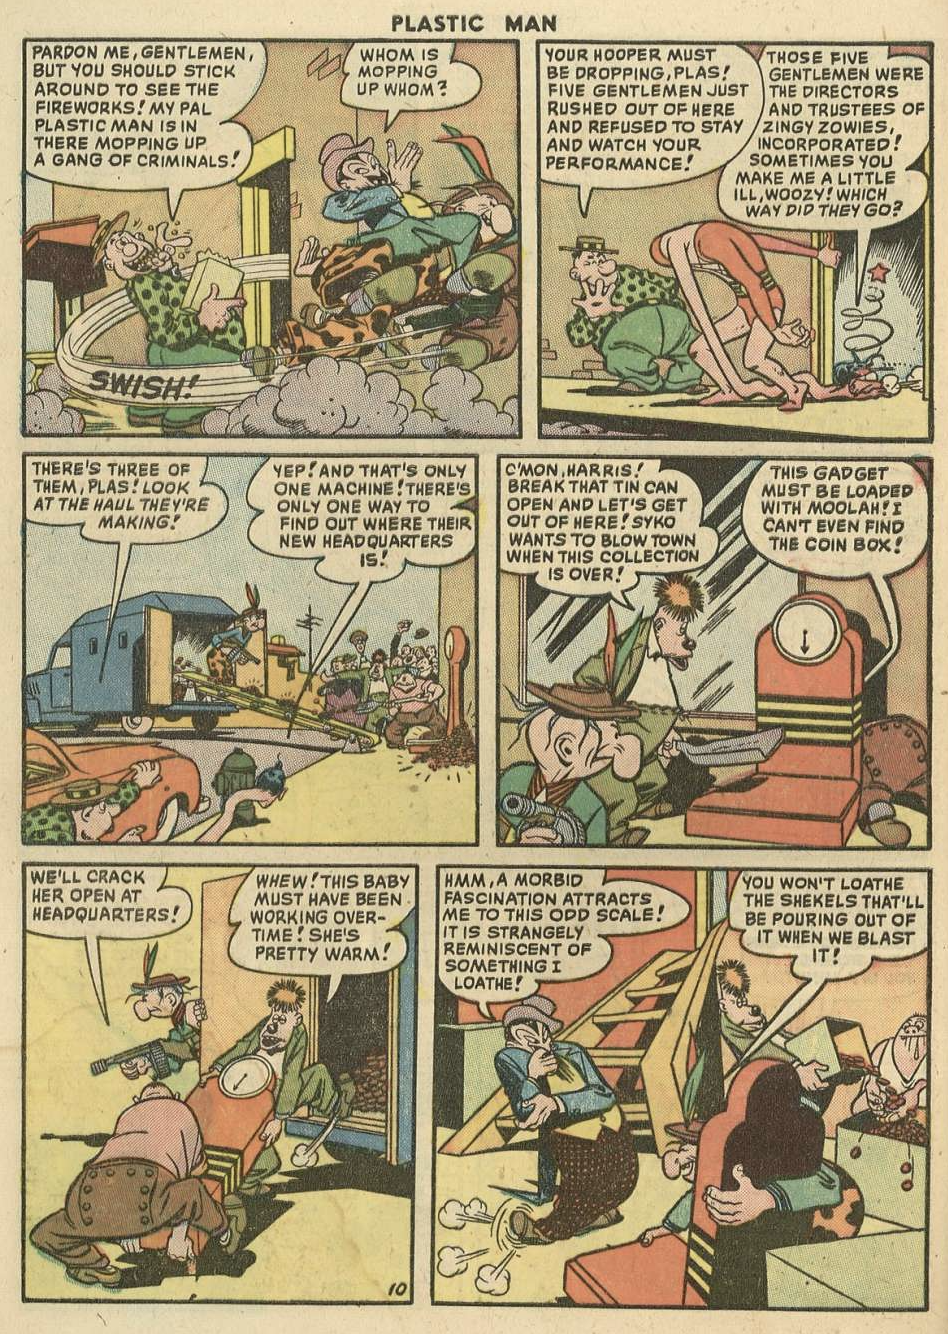 PLASTIC MAN
PARDON ME, GENTLEMEN,
BUT YOU SHOULD STICK
AROUND TO SEE THE
FIREWORKS! MY PAL
PLASTIC MAN IS IN
THERE MOPPING UP
A GANG OF CRIMINALS!
WHOM IS
MOPPING
UP WHOM?
SWISH!
YOUR HOOPER MUST
BE DROPPING, PLAS!
FIVE GENTLEMEN JUST
RUSHED OUT OF HERE
AND REFUSED TO STAY
AND WATCH YOUR
PERFORMANCE!
THOSE FIVE
GENTLEMEN WERE
THE DIRECTORS
AND TRUSTEES OF
ZINGY ZOWIES,
INCORPORATED!
SOMETIMES YOU
MAKE ME A LITTLE
ILL, WOOZY! WHICH
WAY DID THEY GO?
THERE'S THREE OF
THEM, PLAS! LOOK
AT THE HAUL THEY'RE
MAKING!
YEP! AND THAT'S ONLY
ONE MACHINE! THERE'S
ONLY ONE WAY TO
FIND OUT WHERE THEIR
NEW HEADQUARTERS
IS!
C'MON, HARRIS!
BREAK THAT TIN CAN
OPEN AND LET'S GET
OUT OF HERE! SYKO
WANTS TO BLOW TOWN
WHEN THIS COLLECTION
IS OVER!
THIS GADGET
MUST BE LOADED
WITH MOOLAH! I
CAN'T EVEN FIND
THE COIN BOX!
WE'LL CRACK
HER OPEN AT
HEADQUARTERS!
WHEW! THIS BABY
MUST HAVE BEEN
WORKING OVER-
TIME! SHE'S
PRETTY WARM!
10
HMM, A MORBID
FASCINATION ATTRACTS
ME TO THIS ODD SCALE!
IT IS STRANGELY
REMINISCENT OF
SOMETHING I
LOATHE!
YOU WON'T LOATHE
THE SHEKELS THAT'LL
BE POURING OUT OF
IT WHEN WE BLAST
IT!